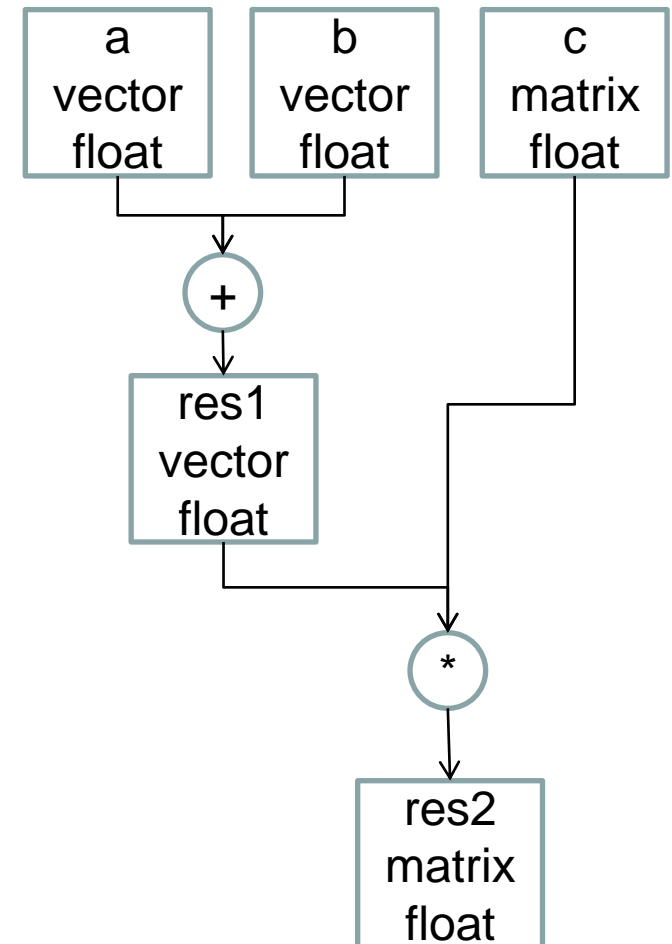 a
vector
float
b
vector
float
c
matrix
float
+
res1
vector
float
*
res2
matrix
float